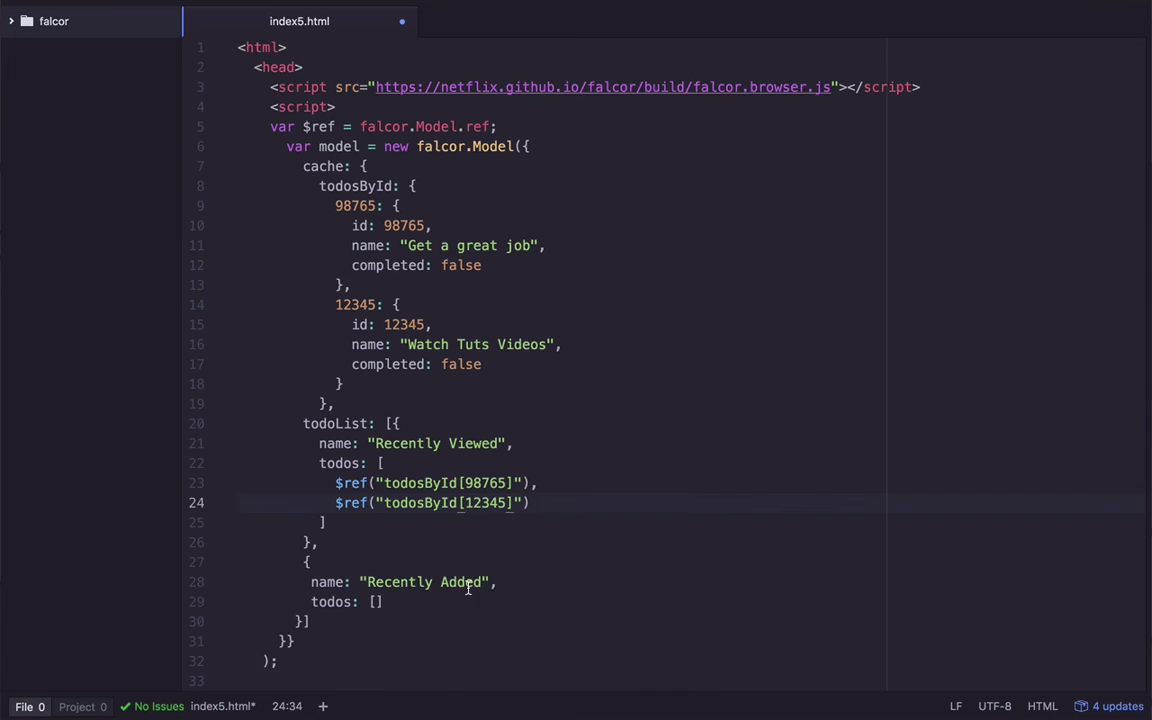 falcor
index5.html
1 <html>
2 <head>
3 <script src="https://netflix.github.io/falcor/build/falcor.browser.js"></script>
4 <script>
5 var $ref = falcor.Model.ref;
6 var model = new falcor.Model({
7 cache: {
8 todosById: {
9 98765: {
10 id: 98765,
11 name: "Get a great job",
12 completed: false
13 },
14 12345: {
15 id: 12345,
16 name: "Watch Tuts Videos",
17 completed: false
18 }
19 },
20 todoList: [{
21 name: "Recently Viewed",
22 todos: [
23 $ref("todosById[98765]"),
24 $ref("todosById[12345]")
25 ]
26 },
27 {
28 name: "Recently Added",
29 todos: []
30 }]
31 }}
32 );
33
File 0 Project 0 No Issues index5.html* 24:34 + LF UTF-8 HTML 4 updates